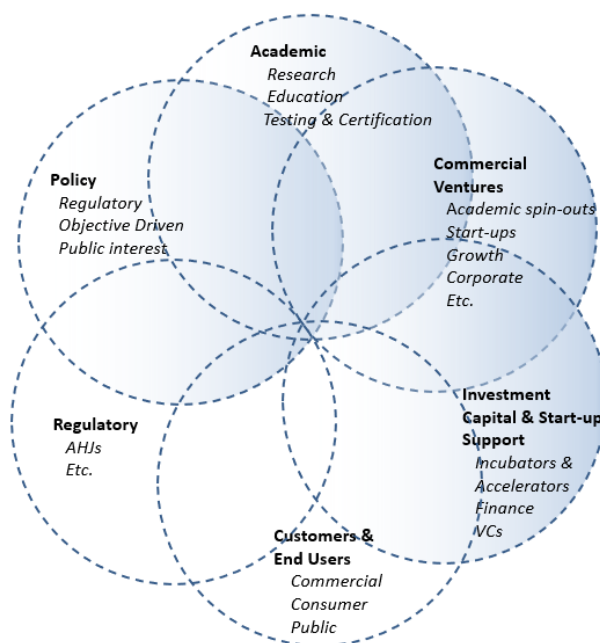 Academic
Research
Education
Testing & Certification
Policy
Regulatory
Objective Driven
Public interest
Commercial
Ventures
Academic spin-outs
Start-ups
Growth
Corporate
Etc.
Regulatory
AHJs
Etc.
Investment
Capital & Start-up
Support
Incubators &
Accelerators
Finance
VCs
Customers &
End Users
Commercial
Consumer
Public